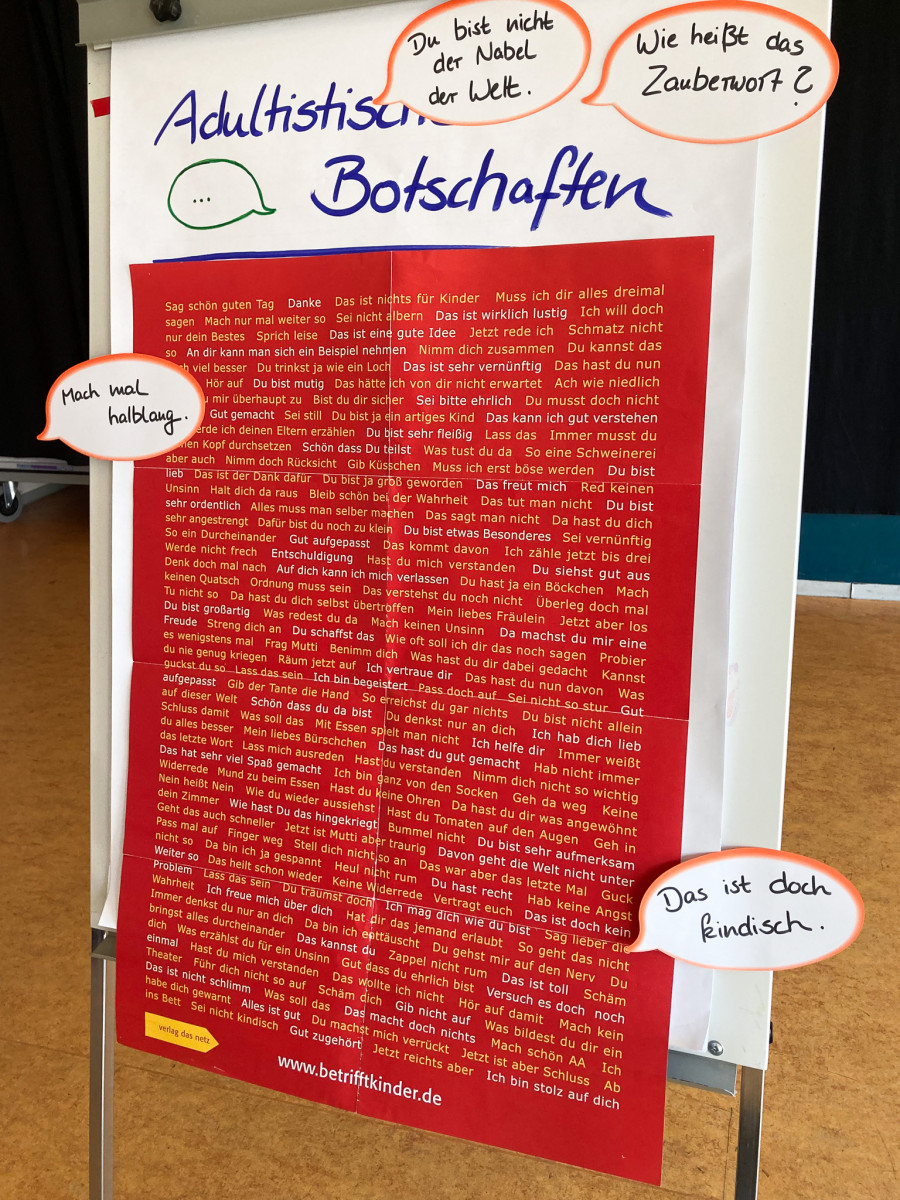 Du bist nicht
der Nabel
der Welt.
Wie heißt das
Zauberwort?
Adultistische
...
Botschaften
Mach mal
halblang.
Sag schön guten Tag Danke Das ist nichts für Kinder Muss ich dir alles dreimal
sagen Mach nur mal weiter so Sei nicht albern Das ist wirklich lustig Ich will doch
nur dein Bestes Sprich leise Das ist eine gute Idee Jetzt rede ich Schmatz nicht
so An dir kann man sich ein Beispiel nehmen Nimm dich zusammen Du kannst das
viel besser Du trinkst ja wie ein Loch Das ist sehr vernünftig Das hast du nun
Hör auf Du bist mutig Das hätte ich von dir nicht erwartet Ach wie niedlich
mir überhaupt zu Bist du dir sicher Sei bitte ehrlich Du musst doch nicht
Gut gemacht Sei still Du bist ja ein artiges Kind Das kann ich gut verstehen
ich deinen Eltern erzählen Du bist sehr fleißig Lass das Immer musst du
Kopf durchsetzen Schön dass Du teilst Was tust du da So eine Schweinerei
aber auch Nimm doch Rücksicht Gib Küsschen Muss ich erst böse werden Du bist
lieb Das ist der Dank dafür Du bist ja groß geworden Das freut mich Red keinen
Unsinn Halt dich da raus Bleib schön bei der Wahrheit Das tut man nicht Du bist
sehr ordentlich Alles muss man selber machen Das sagt man nicht Da hast du dich
sehr angestrengt Dafür bist du noch zu klein Du bist etwas Besonderes Sei vernünftig
So ein Durcheinander Gut aufgepasst Das kommt davon Ich zähle jetzt bis drei
Werde nicht frech Entschuldigung Hast du mich verstanden Du siehst gut aus
Denk doch mal nach Auf dich kann ich mich verlassen Du hast ja ein Böckchen Mach
keinen Quatsch Ordnung muss sein Das verstehst du noch nicht Überleg doch mal
Tu nicht so Da hast du dich selbst übertroffen Mein liebes Fräulein Jetzt aber los
Du bist großartig Was redest du da Mach keinen Unsinn Da machst du mir eine
Freude Streng dich an Du schaffst das Wie oft soll ich dir das noch sagen Probier
es wenigstens mal Frag Mutti Benimm dich Was hast du dir dabei gedacht Kannst
du nie genug kriegen Räum jetzt auf Ich vertraue dir Das hast du nun davon Was
guckst du so Lass das sein Ich bin begeistert Pass doch auf Sei nicht so stur Gut
aufgepasst Gib der Tante die Hand So erreichst du gar nichts Du bist nicht allein
auf dieser Welt Schön dass du da bist Du denkst nur an dich Ich hab dich lieb
Schluss damit Was soll das Mit Essen spielt man nicht Ich helfe dir Immer weißt
du alles besser Mein liebes Bürschchen Das hast du gut gemacht Hab nicht immer
das letzte Wort Lass mich ausreden Hast du verstanden Nimm dich nicht so wichtig
Das hat sehr viel Spaß gemacht Ich bin ganz von den Socken Geh da weg Keine
Widerrede Mund zu beim Essen Hast du keine Ohren Da hast du dir was angewöhnt
Nein heißt Nein Wie du wieder aussiehst Hast du Tomaten auf den Augen Geh in
dein Zimmer Wie hast Du das hingekriegt Bummel nicht Du bist sehr aufmerksam
Geht das auch schneller Jetzt ist Mutti aber traurig Davon geht die Welt nicht unter
Pass mal auf Finger weg Stell dich nicht so an Das war aber das letzte Mal Guck
nicht so Da bin ich ja gespannt Heul nicht rum Du hast recht Hab keine Angst
Weiter so Das heilt schon wieder Keine Widerrede Vertragt euch Das ist doch kein
Problem Lass das sein Du träumst doch Ich mag dich wie du bist Sag lieber die
Wahrheit Ich freue mich über dich Hat dir das jemand erlaubt So geht das nicht
Immer denkst du nur an dich Da bin ich enttäuscht Du gehst mir auf den Nerv Du
bringst alles durcheinander Das kannst du Zappel nicht rum Das ist toll Schäm
dich Was erzählst du für ein Unsinn Gut dass du ehrlich bist Versuch es doch noch
einmal Hast du mich verstanden Das wollte ich nicht Hör auf damit Mach kein
Theater Führ dich nicht so auf Schäm dich Gib nicht auf Was bildest du dir ein
Das ist nicht schlimm Was soll das Das macht doch nichts Mach schön AA Ich
habe dich gewarnt Alles ist gut Du machst mich verrückt Jetzt ist aber Schluss Ab
ins Bett Sei nicht kindisch Gut zugehört Jetzt reichts aber Ich bin stolz auf dich
Das ist doch
kindisch.
verlag das netz
www.betrifftkinder.de